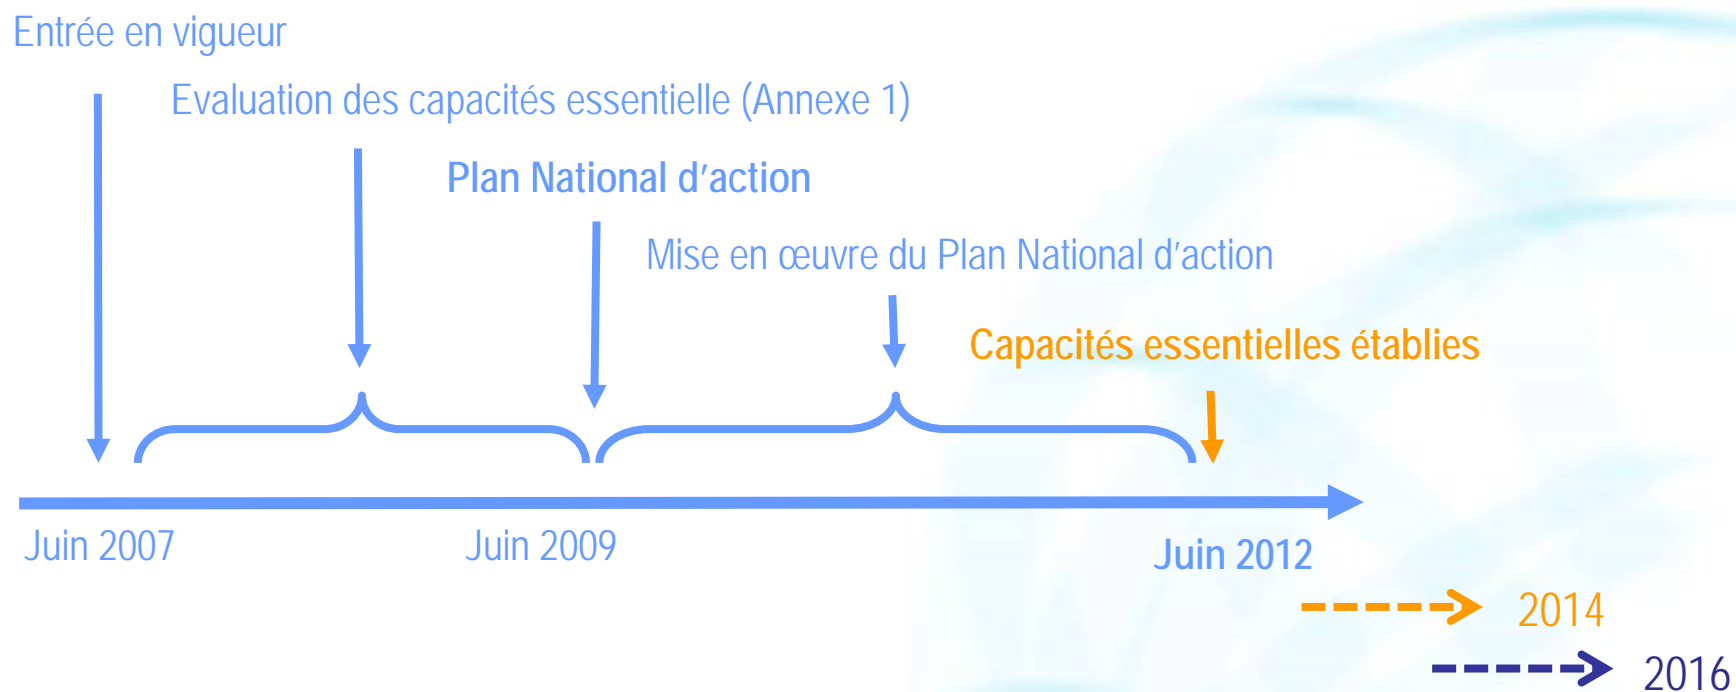 Entrée en vigueur
Evaluation des capacités essentielle (Annexe 1)
Plan National d’action
Mise en œuvre du Plan National d’action
Capacités essentielles établies
Juin 2007
Juin 2009
Juin 2012
2014
2016